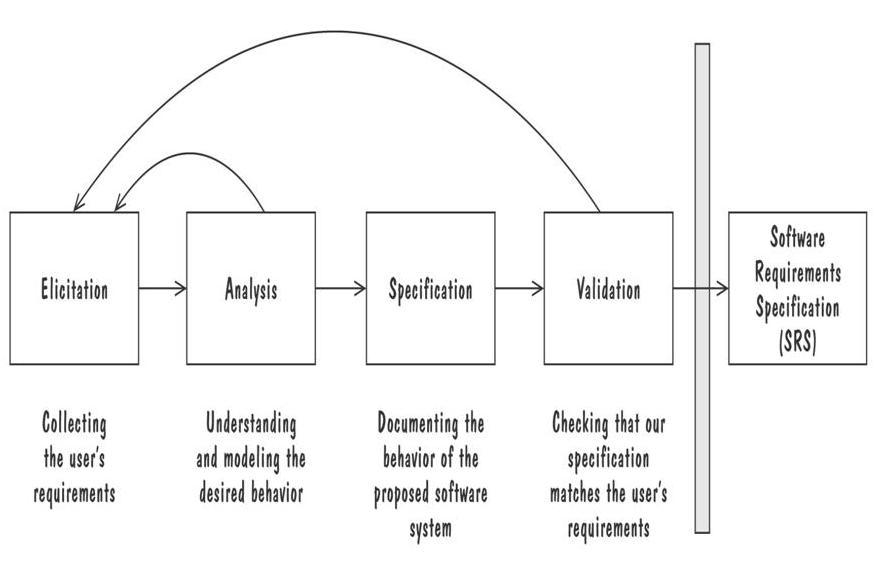 Elicitation
Analysis
Specification
Validation
Software
Requirements
Specification
(SRS)
Collecting
the user's
requirements
Understanding
and modeling the
desired behavior
Documenting the
behavior of the
proposed software
system
Checking that our
specification
matches the user's
requirements